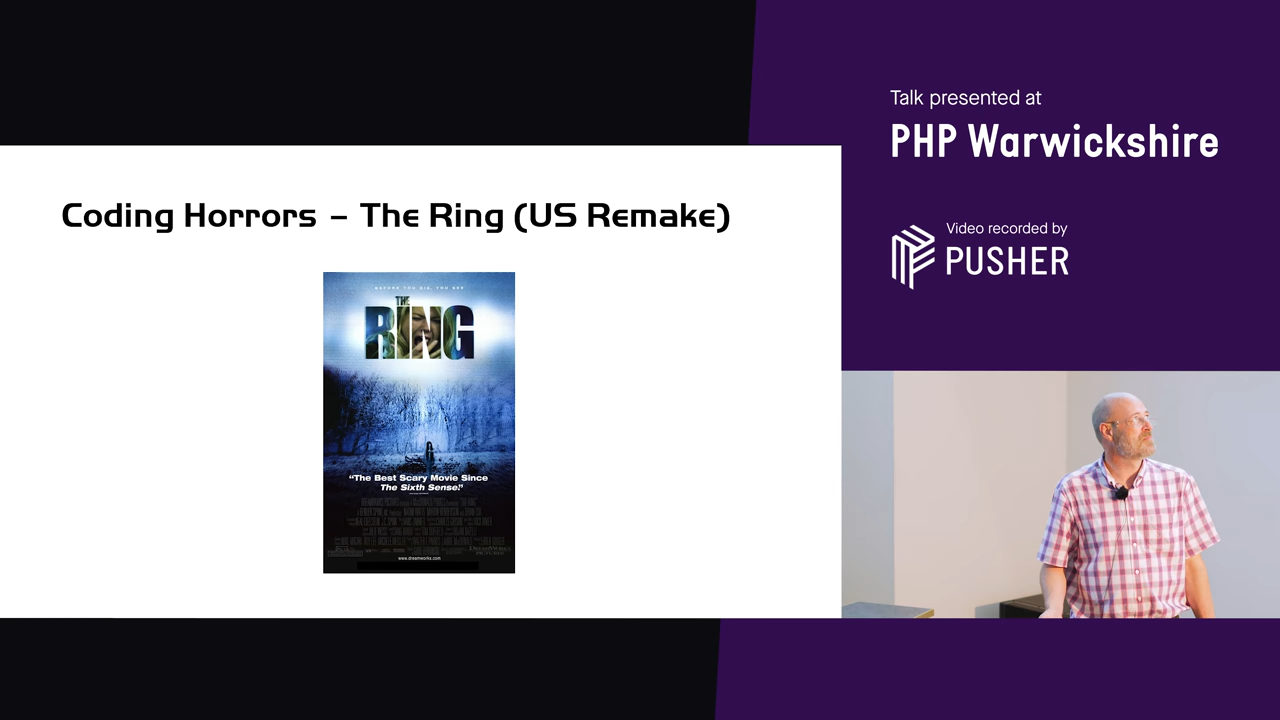 Coding Horrors – The Ring (US Remake)
BEFORE YOU DIE, YOU SEE
THE
RING
“The Best Scary Movie Since
The Sixth Sense!”
www.dreamworks.com
Talk presented at
PHP Warwickshire
Video recorded by
PUSHER